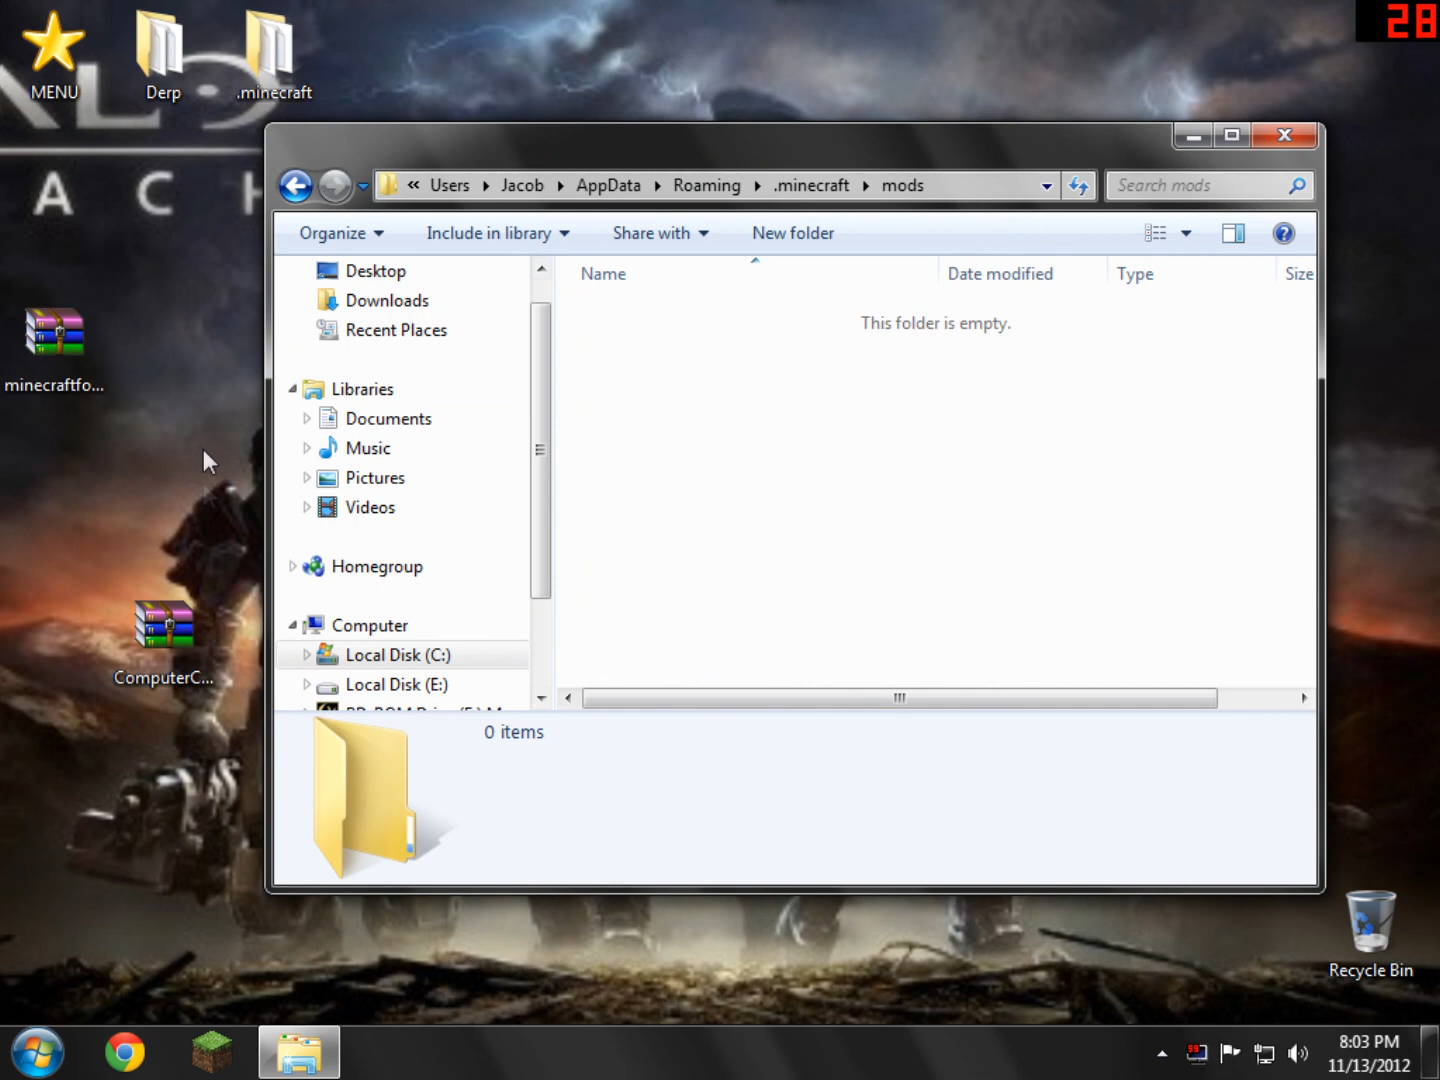 28
MENU
Derp
.minecraft
A C H
« Users Jacob AppData Roaming .minecraft mods
Search mods
Organize Include in library Share with New folder
Desktop
Downloads
Recent Places
Libraries
Documents
Music
Pictures
Videos
Homegroup
Computer
Local Disk (C:)
Local Disk (E:)
Name Date modified Type Size
This folder is empty.
0 items
minecraftfo...
ComputerC...
Recycle Bin
99
8:03 PM
11/13/2012